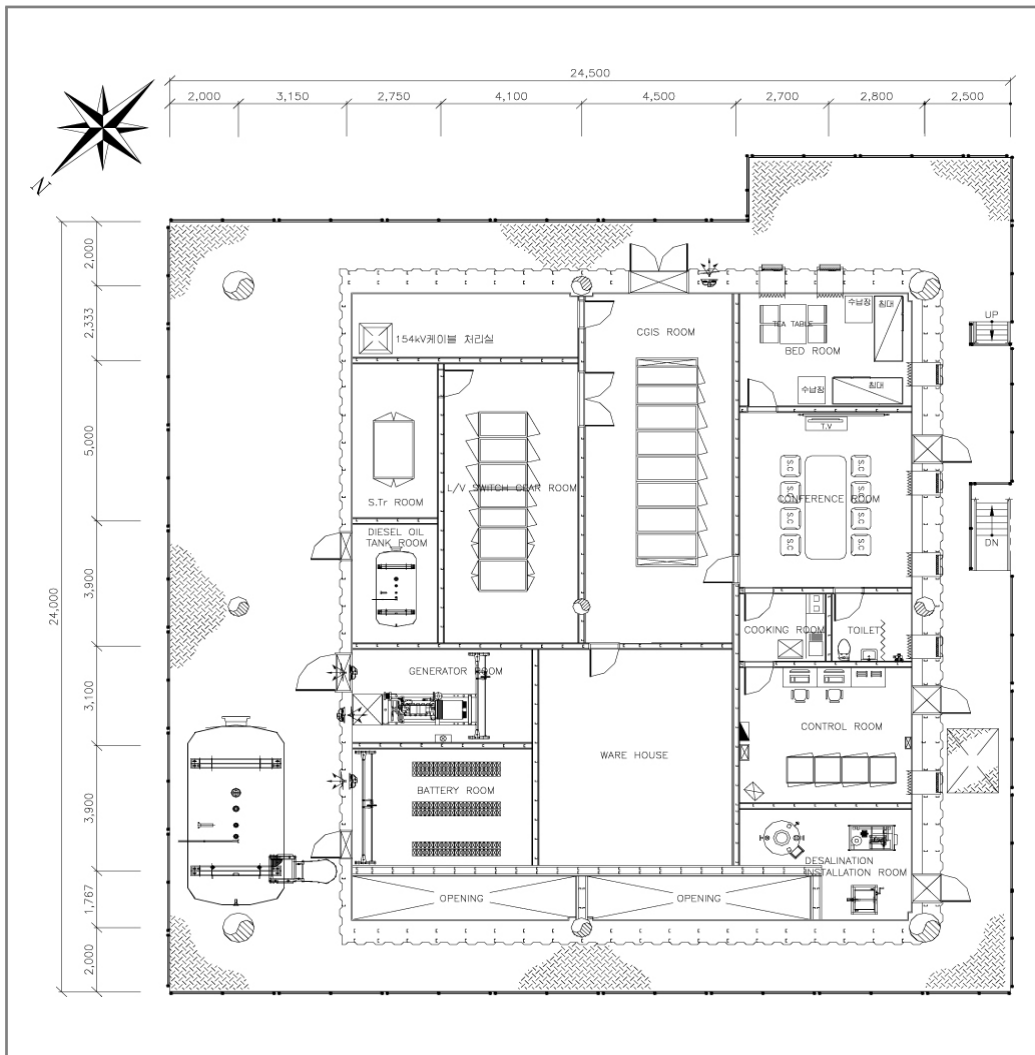 24,500
2,000 3,150 2,750 4,100 4,500 2,700 2,800 2,500
N
24,000
2,000
2,333
5,000
3,900
3,100
3,900
1,767
2,000
154kV케이블 처리실
CGIS ROOM
TEA TABLE
수납장
침대
BED ROOM
수납장
침대
UP
T.V
S.Tr ROOM
L/V SWITCH GEAR ROOM
S.C S.C
S.C S.C
CONFERENCE ROOM
S.C S.C
S.C S.C
DN
DIESEL OIL
TANK ROOM
COOKING ROOM
TOILET
GENERATOR ROOM
WARE HOUSE
CONTROL ROOM
BATTERY ROOM
DESALINATION
INSTALLATION ROOM
OPENING
OPENING